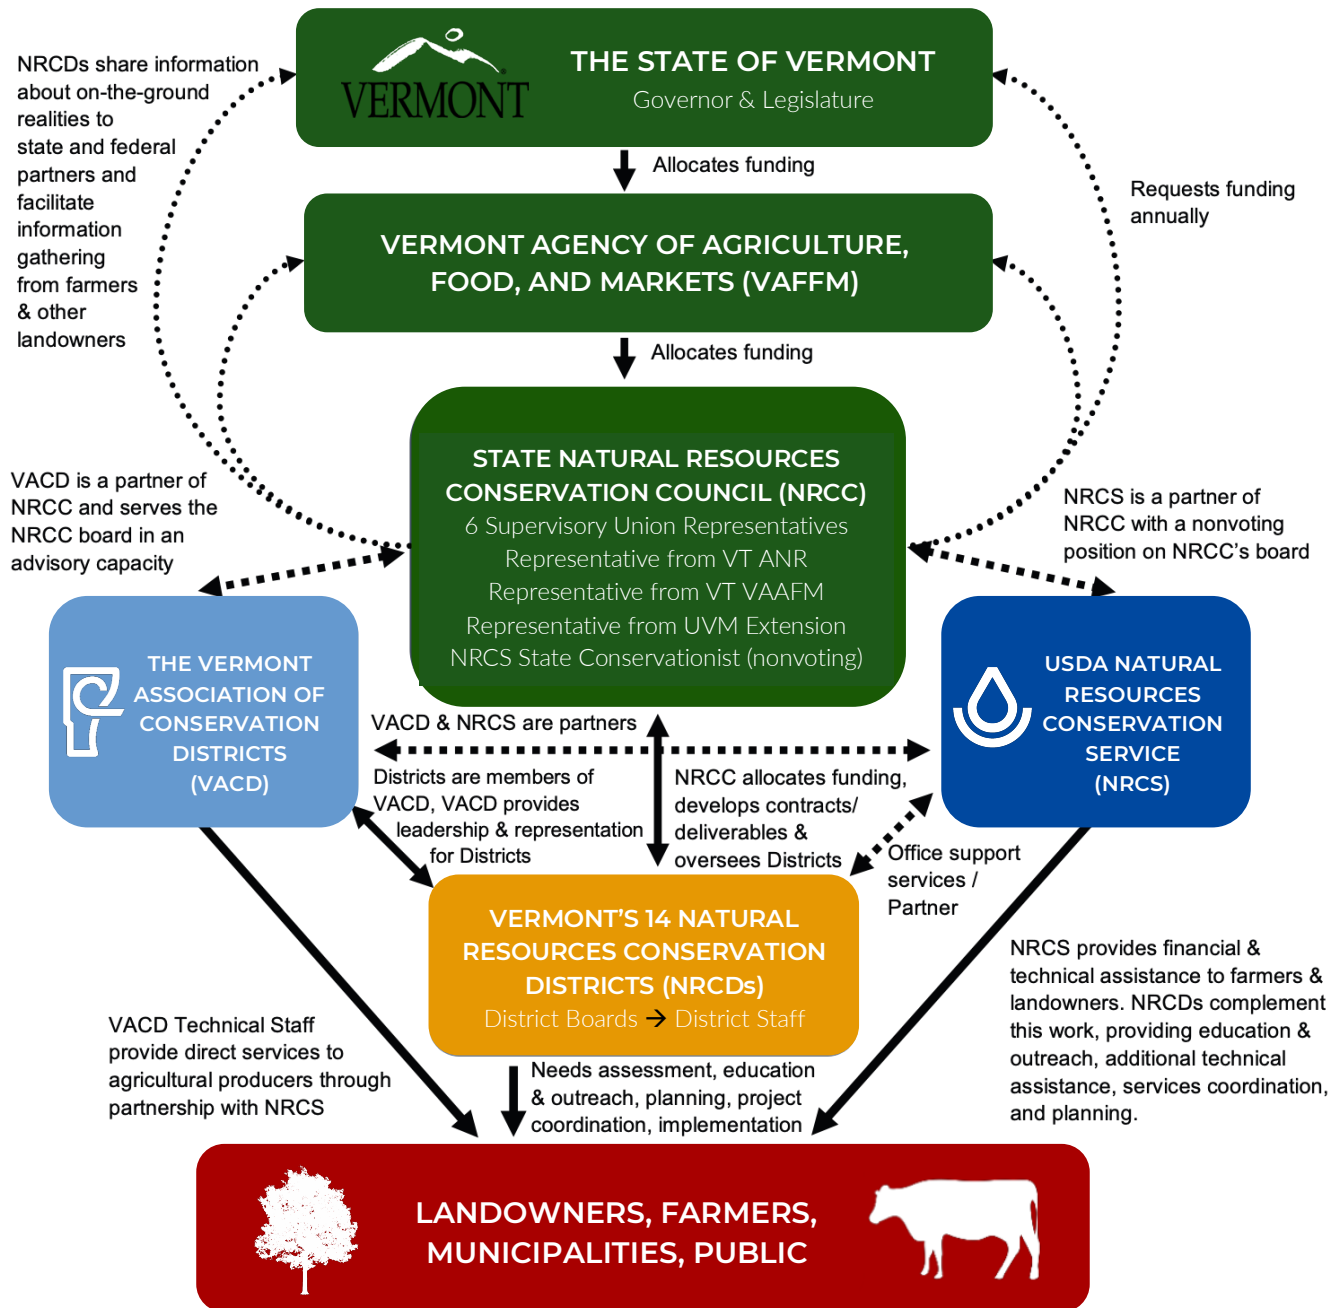 NRCDs share information
about on-the-ground
realities to
state and federal
partners and
facilitate
information
gathering
from farmers
& other
landowners
VERMONT
THE STATE OF VERMONT
Governor & Legislature
Allocates funding
Requests funding
annually
VERMONT AGENCY OF AGRICULTURE,
FOOD, AND MARKETS (VAFFM)
Allocates funding
STATE NATURAL RESOURCES
CONSERVATION COUNCIL (NRCC)
6 Supervisory Union Representatives
Representative from VT ANR
Representative from VT VAAFM
Representative from UVM Extension
NRCS State Conservationist (nonvoting)
VACD is a partner of
NRCC and serves the
NRCC board in an
advisory capacity
NRCS is a partner of
NRCC with a nonvoting
position on NRCC's board
THE VERMONT
ASSOCIATION OF
CONSERVATION
DISTRICTS
(VACD)
USDA NATURAL
RESOURCES
CONSERVATION
SERVICE
(NRCS)
VACD & NRCS are partners
Districts are members of
VACD, VACD provides
leadership & representation
for Districts
NRCC allocates funding,
develops contracts/
deliverables &
oversees Districts
Office support
services /
Partner
VERMONT'S 14 NATURAL
RESOURCES CONSERVATION
DISTRICTS (NRCDs)
District Boards → District Staff
VACD Technical Staff
provide direct services to
agricultural producers through
partnership with NRCS
Needs assessment, education
& outreach, planning, project
coordination, implementation
NRCS provides financial &
technical assistance to farmers &
landowners. NRCDs complement
this work, providing education &
outreach, additional technical
assistance, services coordination,
and planning.
LANDOWNERS, FARMERS,
MUNICIPALITIES, PUBLIC